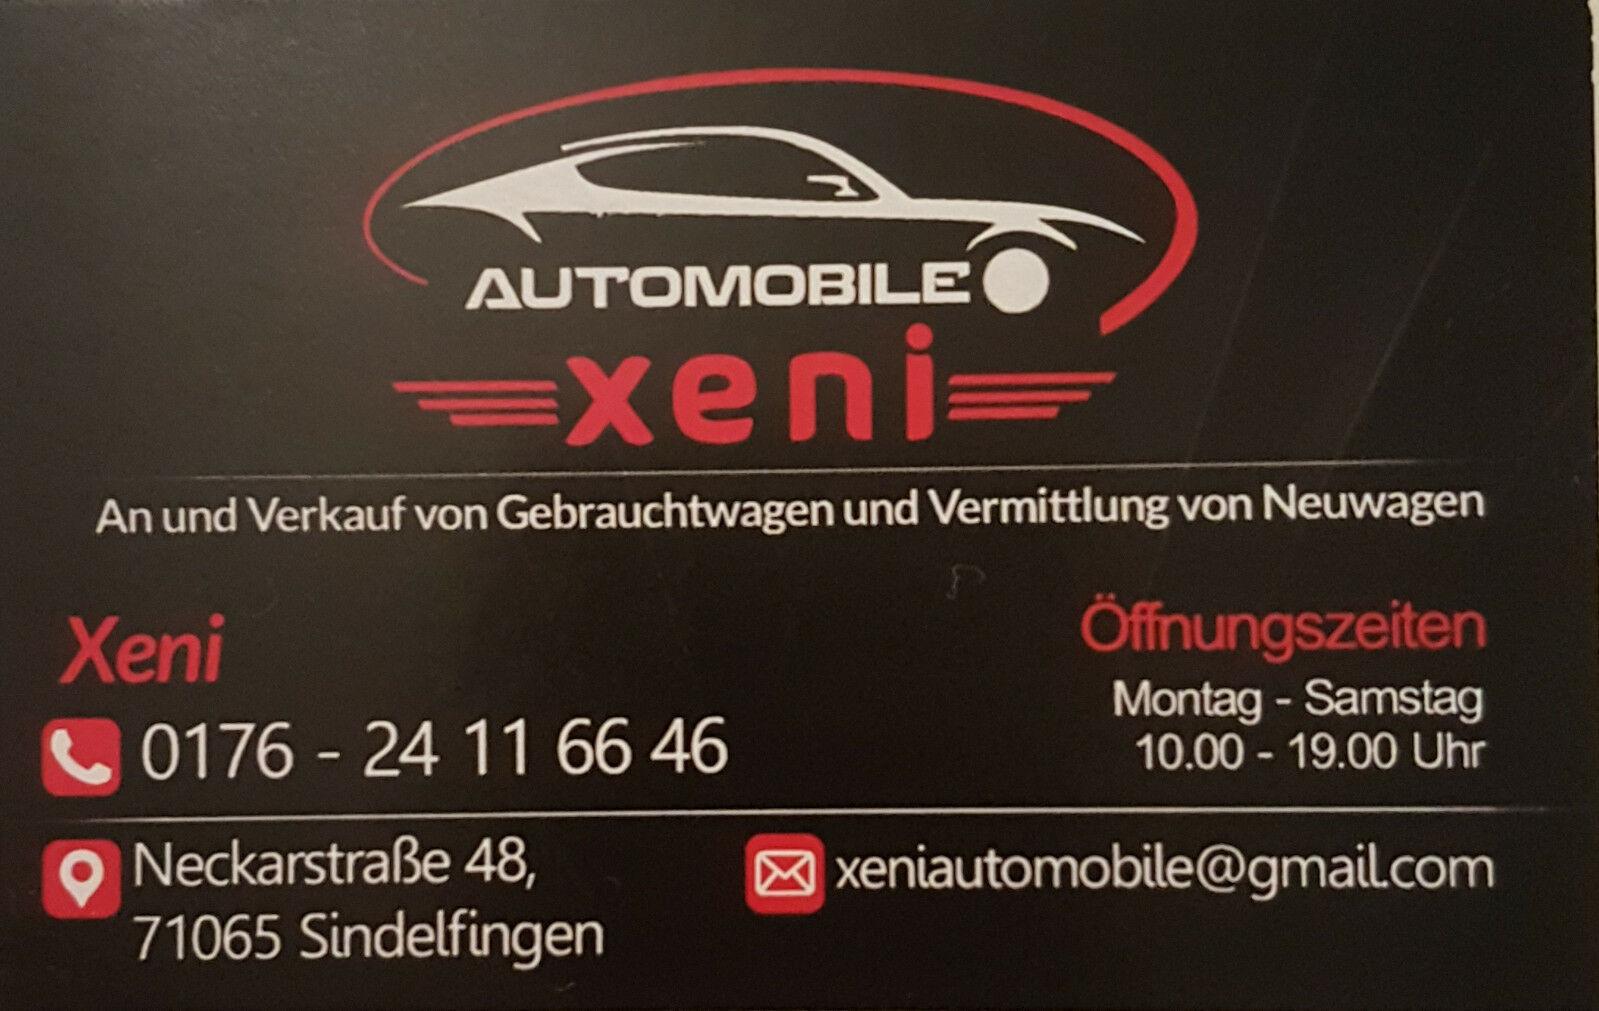 AUTOMOBILE
xeni
An und Verkauf von Gebrauchtwagen und Vermittlung von Neuwagen
Xeni
0176 - 24 11 66 46
Öffnungszeiten
Montag - Samstag
10.00 - 19.00 Uhr
Neckarstraße 48,
71065 Sindelfingen
xeniautomobile@gmail.com